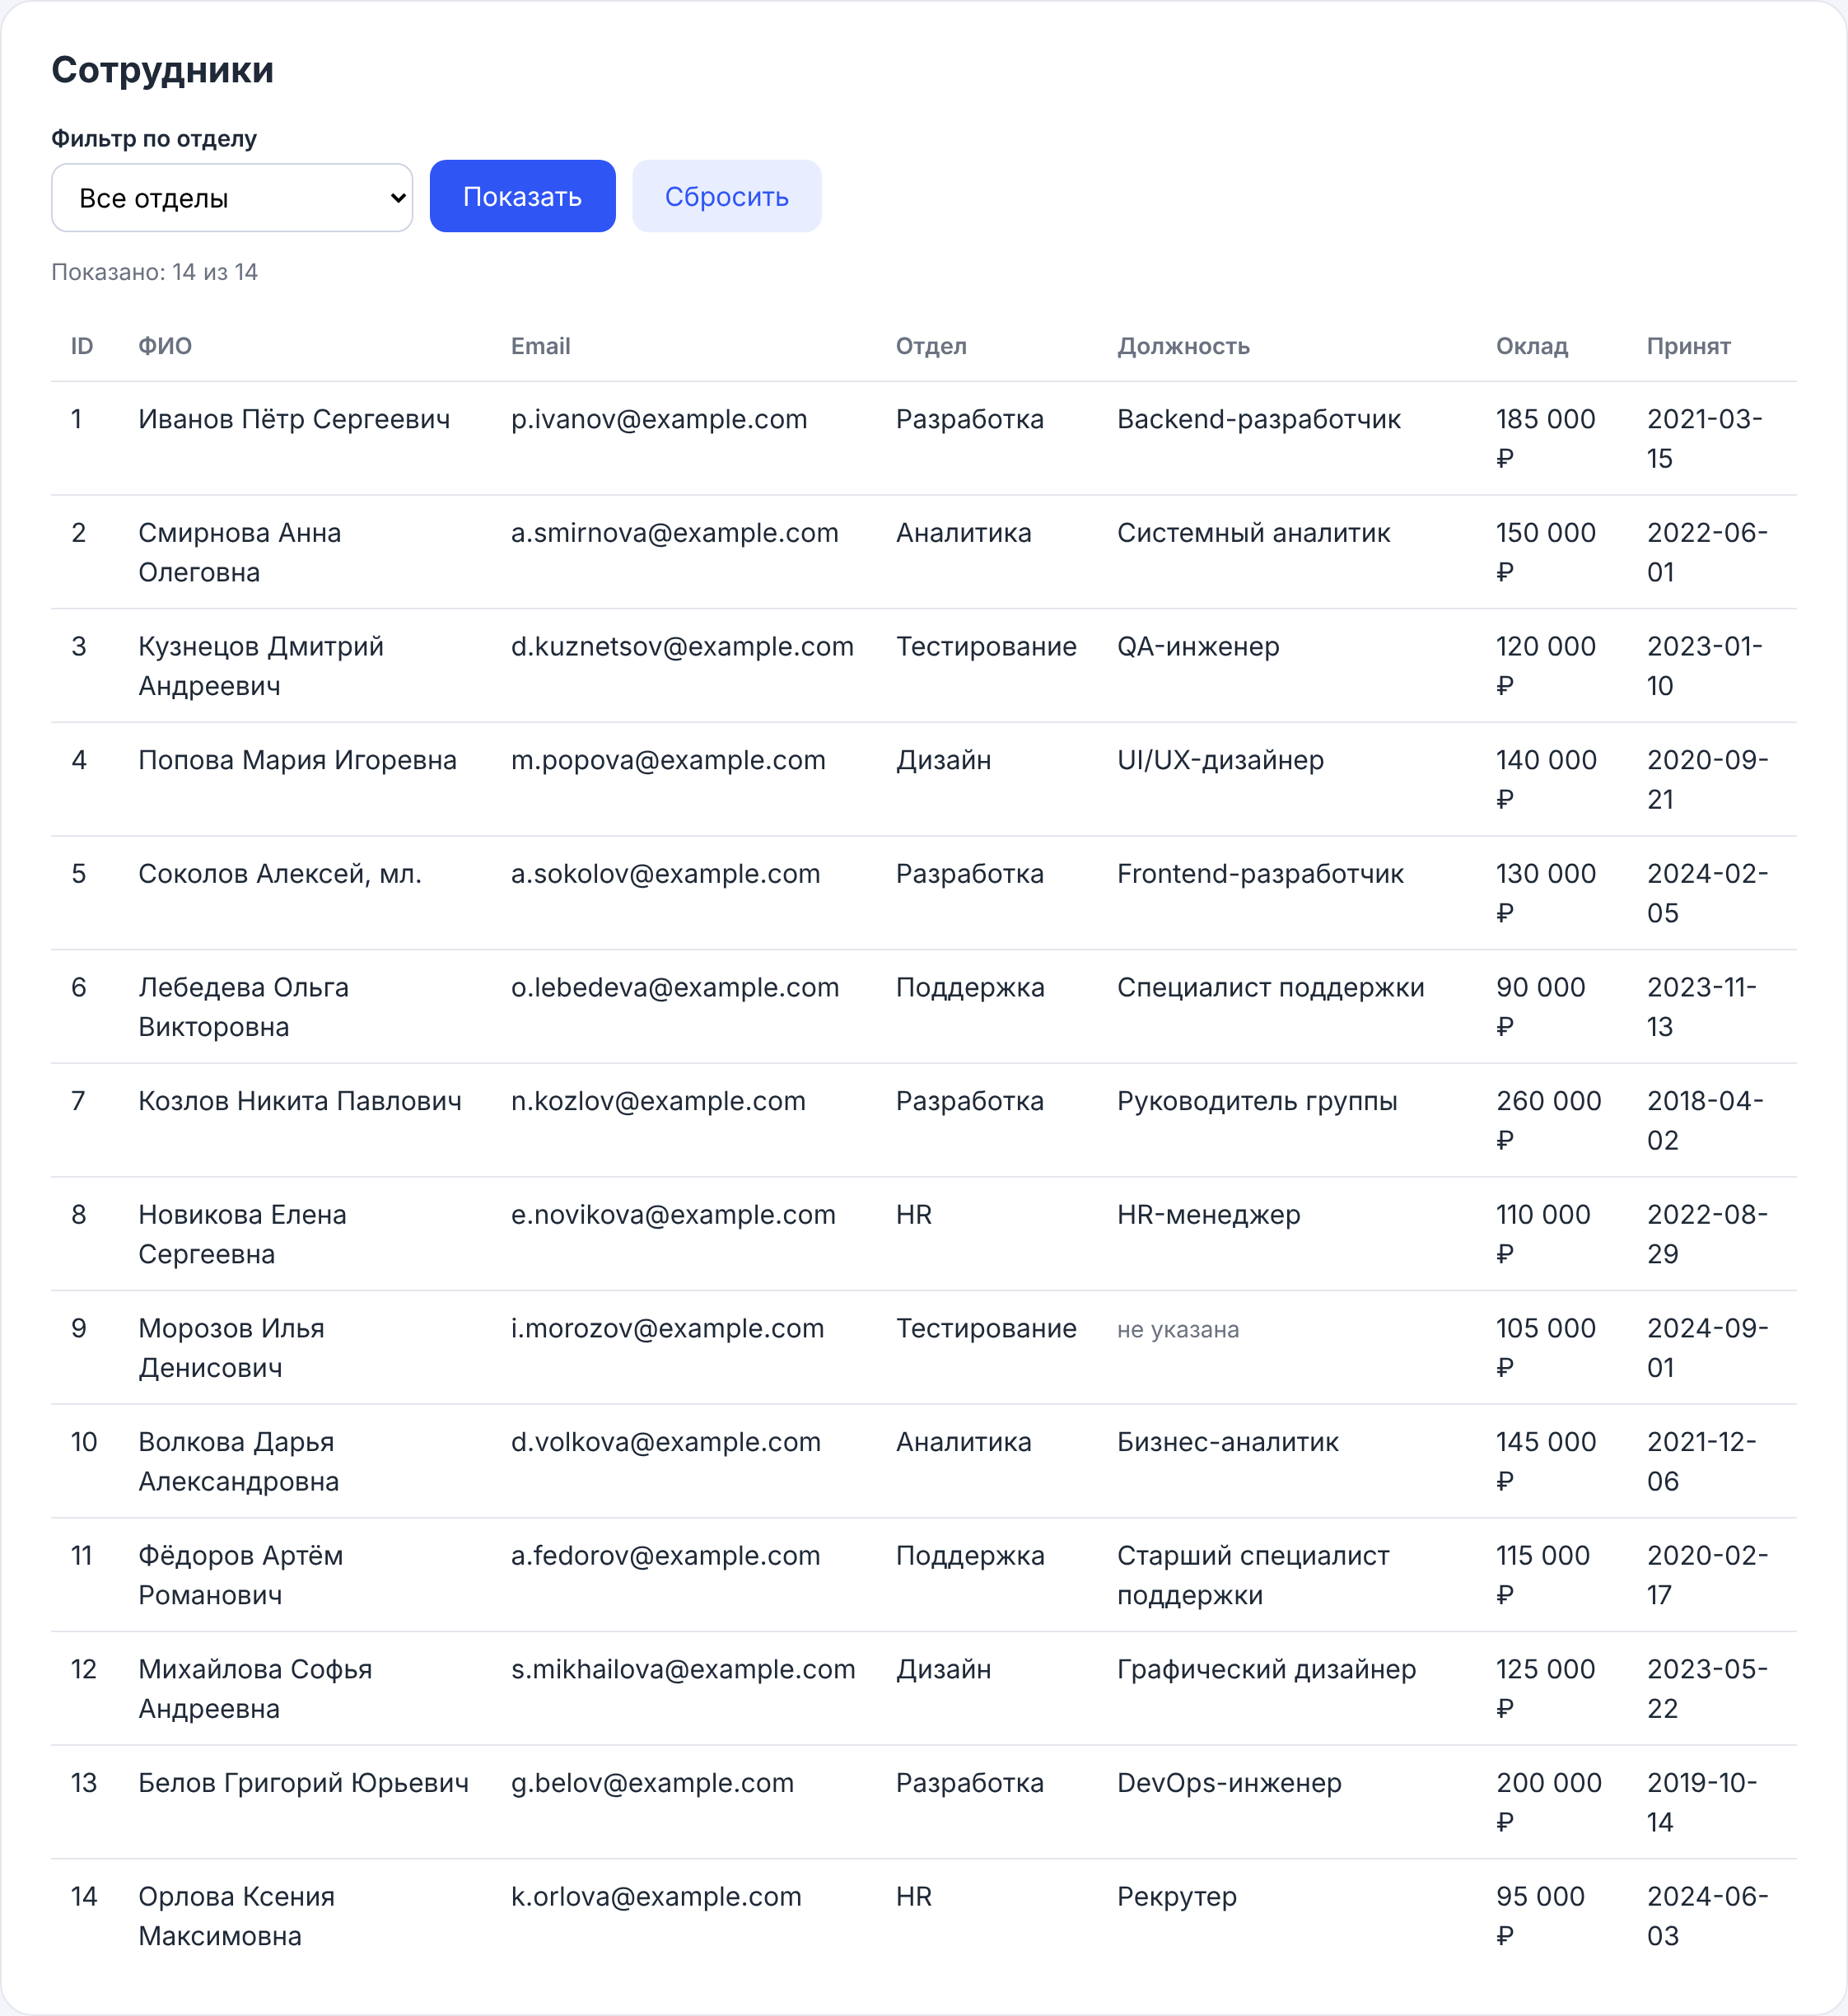 Сотрудники
Фильтр по отделу
Все отделы Показать Сбросить
Показано: 14 из 14
ID ФИО Email Отдел Должность Оклад Принят
1 Иванов Пётр Сергеевич p.ivanov@example.com Разработка Backend-разработчик 185 000 2021-03-
₽ 15
2 Смирнова Анна a.smirnova@example.com Аналитика Системный аналитик 150 000 2022-06-
Олеговна ₽ 01
3 Кузнецов Дмитрий d.kuznetsov@example.com Тестирование QA-инженер 120 000 2023-01-
Андреевич ₽ 10
4 Попова Мария Игоревна m.popova@example.com Дизайн UI/UX-дизайнер 140 000 2020-09-
₽ 21
5 Соколов Алексей, мл. a.sokolov@example.com Разработка Frontend-разработчик 130 000 2024-02-
₽ 05
6 Лебедева Ольга o.lebedeva@example.com Поддержка Специалист поддержки 90 000 2023-11-
Викторовна ₽ 13
7 Козлов Никита Павлович n.kozlov@example.com Разработка Руководитель группы 260 000 2018-04-
₽ 02
8 Новикова Елена e.novikova@example.com HR HR-менеджер 110 000 2022-08-
Сергеевна ₽ 29
9 Морозов Илья i.morozov@example.com Тестирование не указана 105 000 2024-09-
Денисович ₽ 01
10 Волкова Дарья d.volkova@example.com Аналитика Бизнес-аналитик 145 000 2021-12-
Александровна ₽ 06
11 Фёдоров Артём a.fedorov@example.com Поддержка Старший специалист 115 000 2020-02-
Романович поддержки ₽ 17
12 Михайлова Софья s.mikhailova@example.com Дизайн Графический дизайнер 125 000 2023-05-
Андреевна ₽ 22
13 Белов Григорий Юрьевич g.belov@example.com Разработка DevOps-инженер 200 000 2019-10-
₽ 14
14 Орлова Ксения k.orlova@example.com HR Рекрутер 95 000 2024-06-
Максимовна ₽ 03